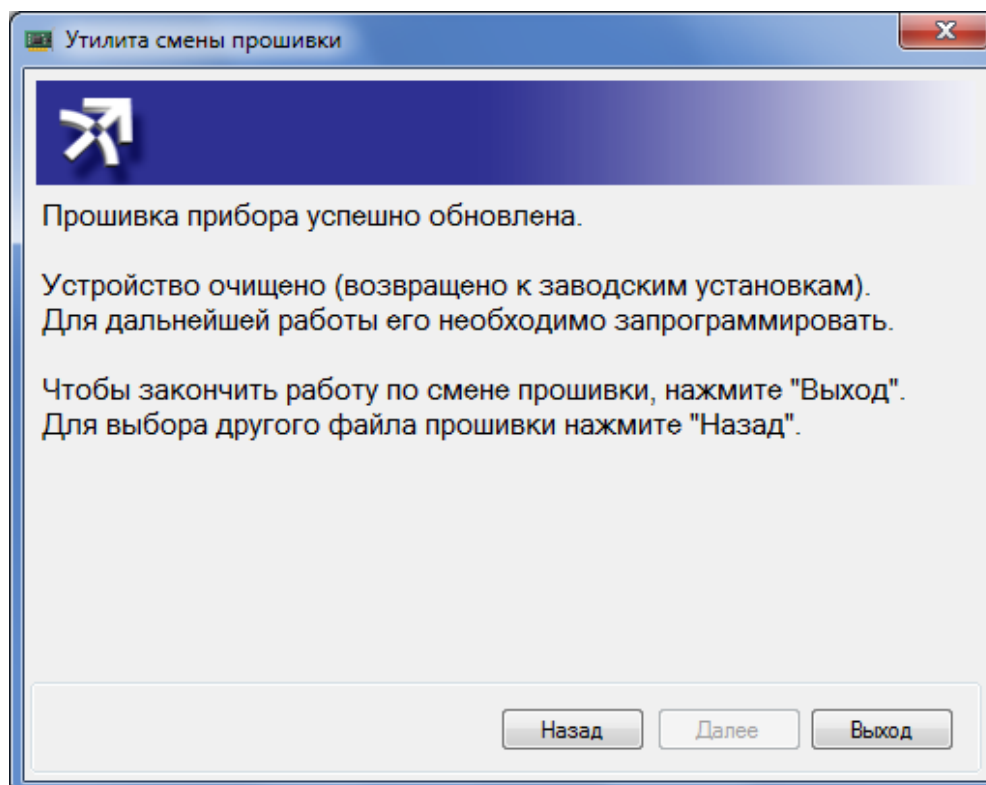 Утилита смены прошивки
Прошивка прибора успешно обновлена.
Устройство очищено (возвращено к заводским установкам).
Для дальнейшей работы его необходимо запрограммировать.
Чтобы закончить работу по смене прошивки, нажмите "Выход".
Для выбора другого файла прошивки нажмите "Назад".
Назад Далее Выход